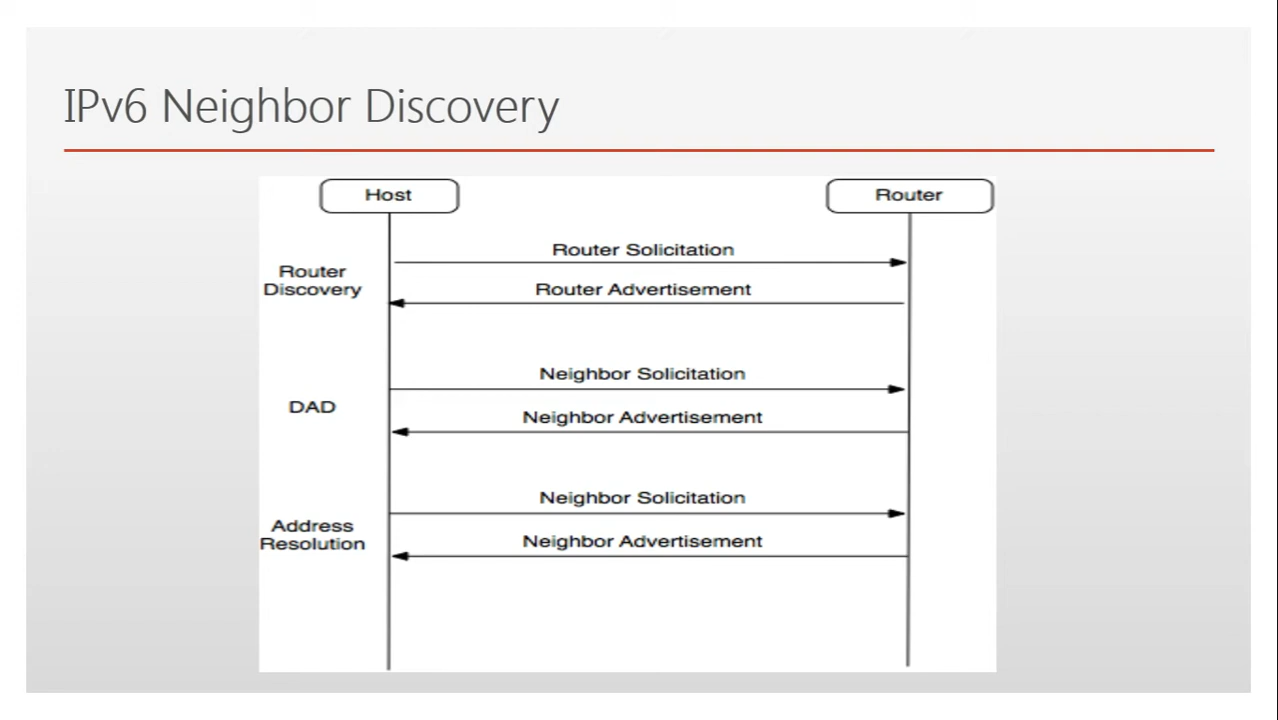 IPv6 Neighbor Discovery
Host
Router
Router Solicitation
Router
Discovery
Router Advertisement
Neighbor Solicitation
DAD
Neighbor Advertisement
Neighbor Solicitation
Address
Resolution
Neighbor Advertisement